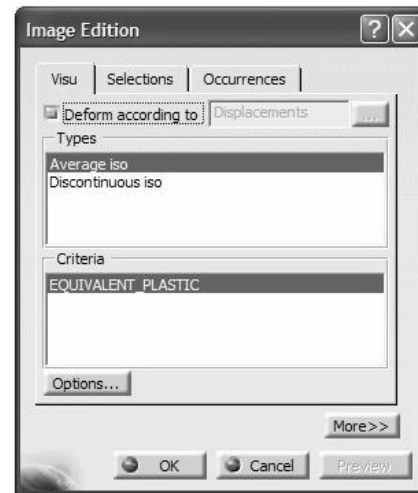 Image Edition
Visu Selections Occurrences
Deform according to Displacements ...
Types
Average iso
Discontinuous iso
Criteria
EQUIVALENT_PLASTIC
Options...
More>>
OK Cancel Preview